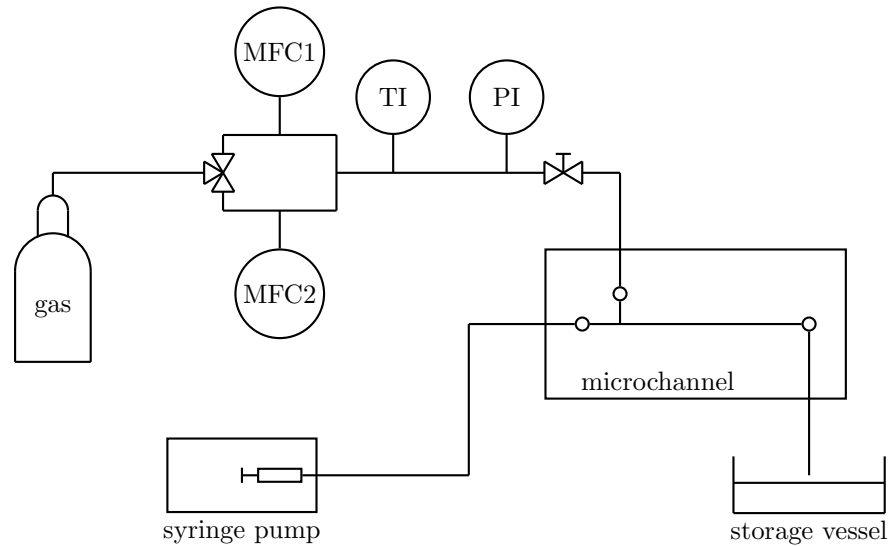 MFC1
TI
PI
gas
MFC2
microchannel
syringe pump
storage vessel